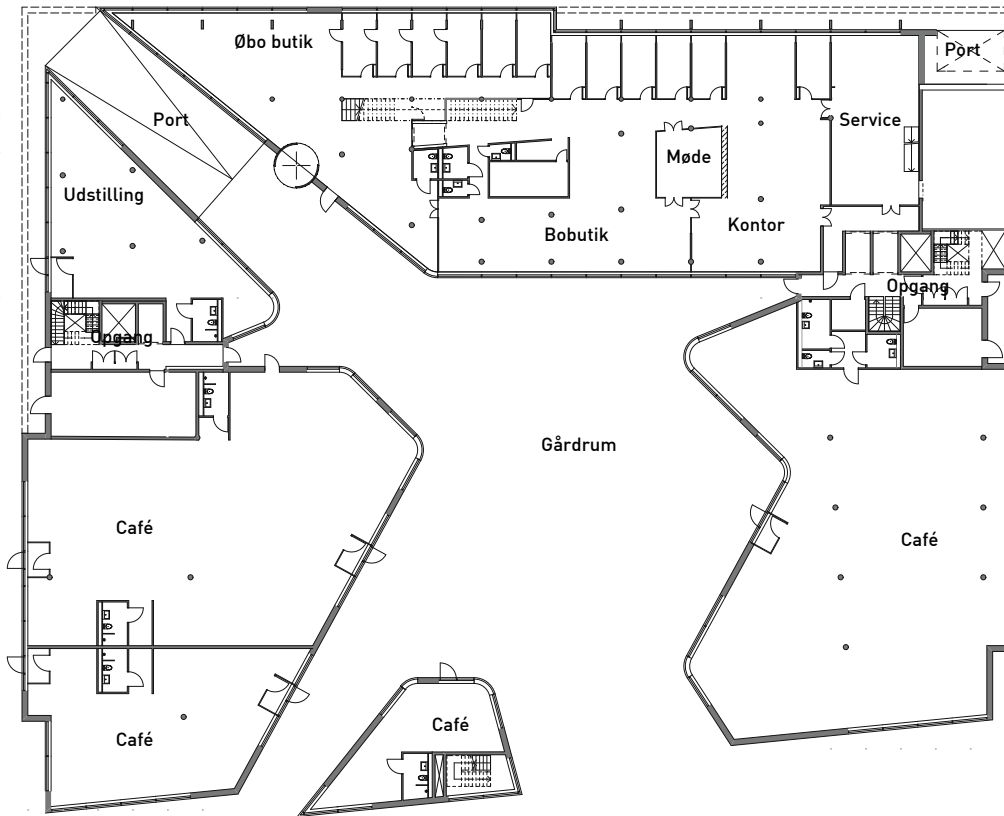 Øbo butik
Port
Port
Service
Møde
Udstilling
Bobutik
Kontor
Opgang
Opgang
Gårdrum
Café
Café
Café
Café